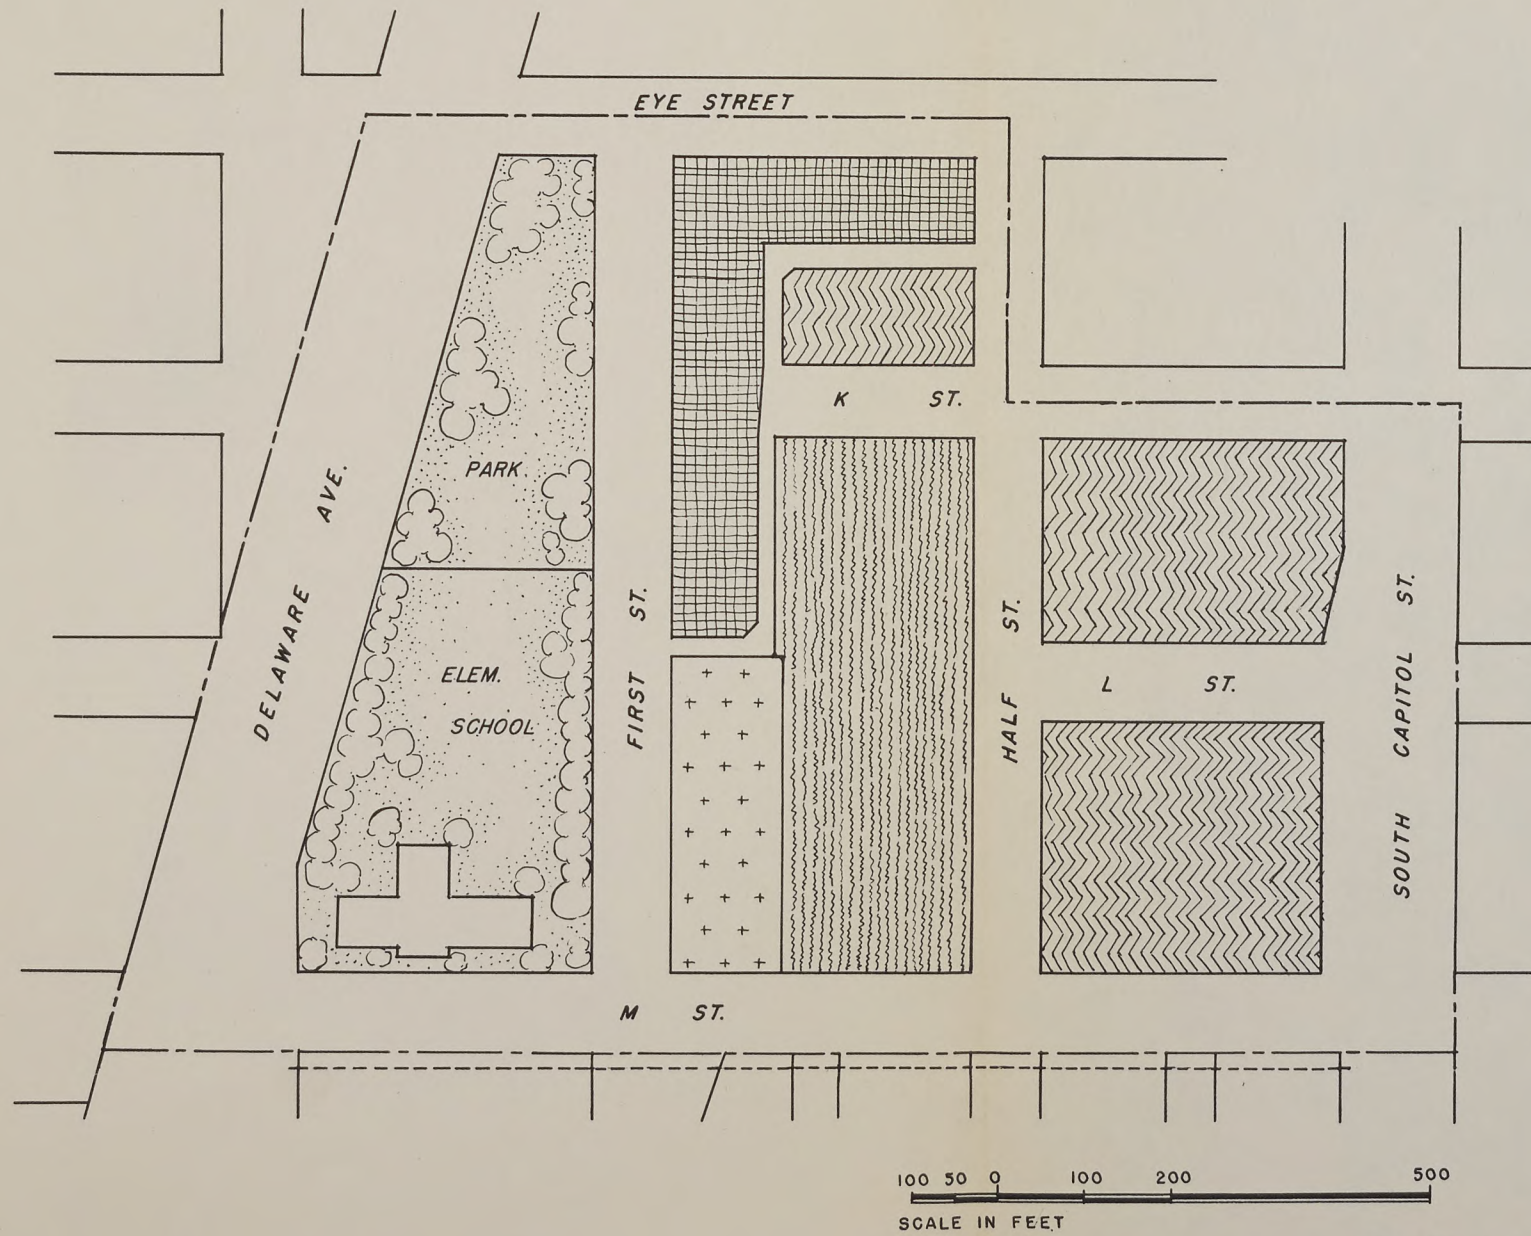 EYE STREET
K ST.
PARK
DELAWARE AVE.
ELEM.
SCHOOL
FIRST ST.
HALF ST.
L ST.
SOUTH CAPITOL ST.
M ST.
100 50 0 100 200 500
SCALE IN FEET